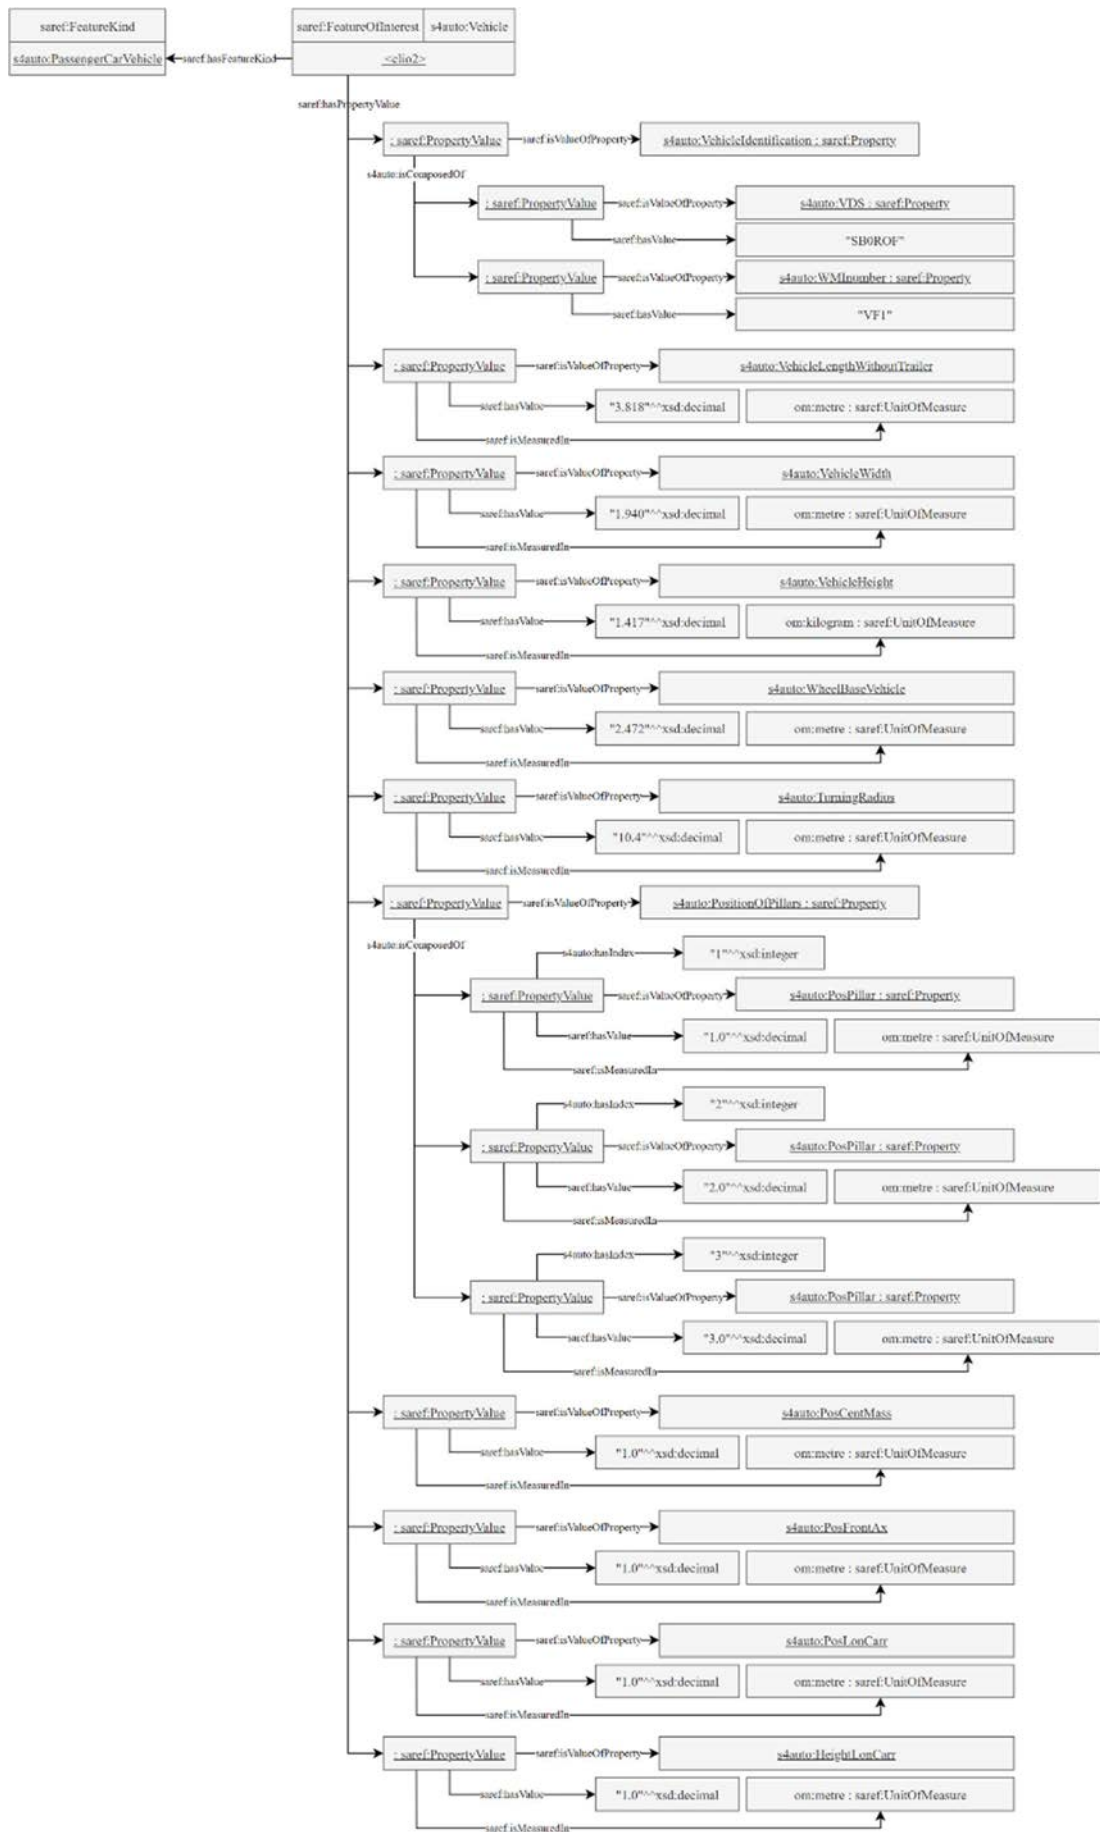 saref:FeatureKind
saref:FeatureOfInterest s4auto:Vehicle
s4auto:PassengerCarVehicle saref:hasFeatureKind <clio2>
saref:hasPropertyValue
: saref:PropertyValue saref:isValueOfProperty s4auto:VehicleIdentification : saref:Property
s4auto:isComposedOf
: saref:PropertyValue saref:isValueOfProperty s4auto:VDS : saref:Property
saref:hasValue "SB0ROF"
: saref:PropertyValue saref:isValueOfProperty s4auto:WMInumber : saref:Property
saref:hasValue "VF1"
: saref:PropertyValue saref:isValueOfProperty s4auto:VehicleLengthWithoutTrailer
saref:hasValue "3.818"^^xsd:decimal om:metre : saref:UnitOfMeasure
saref:isMeasuredIn
: saref:PropertyValue saref:isValueOfProperty s4auto:VehicleWidth
saref:hasValue "1.940"^^xsd:decimal om:metre : saref:UnitOfMeasure
saref:isMeasuredIn
: saref:PropertyValue saref:isValueOfProperty s4auto:VehicleHeight
saref:hasValue "1.417"^^xsd:decimal om:kilogram : saref:UnitOfMeasure
saref:isMeasuredIn
: saref:PropertyValue saref:isValueOfProperty s4auto:WheelBaseVehicle
saref:hasValue "2.472"^^xsd:decimal om:metre : saref:UnitOfMeasure
saref:isMeasuredIn
: saref:PropertyValue saref:isValueOfProperty s4auto:TurningRadius
saref:hasValue "10.4"^^xsd:decimal om:metre : saref:UnitOfMeasure
saref:isMeasuredIn
: saref:PropertyValue saref:isValueOfProperty s4auto:PositionOfPillars : saref:Property
s4auto:isComposedOf
s4auto:hasIndex "1"^^xsd:integer
: saref:PropertyValue saref:isValueOfProperty s4auto:PosPillar : saref:Property
saref:hasValue "1.0"^^xsd:decimal om:metre : saref:UnitOfMeasure
saref:isMeasuredIn
s4auto:hasIndex "2"^^xsd:integer
: saref:PropertyValue saref:isValueOfProperty s4auto:PosPillar : saref:Property
saref:hasValue "2.0"^^xsd:decimal om:metre : saref:UnitOfMeasure
saref:isMeasuredIn
s4auto:hasIndex "3"^^xsd:integer
: saref:PropertyValue saref:isValueOfProperty s4auto:PosPillar : saref:Property
saref:hasValue "3.0"^^xsd:decimal om:metre : saref:UnitOfMeasure
saref:isMeasuredIn
: saref:PropertyValue saref:isValueOfProperty s4auto:PosCentMass
saref:hasValue "1.0"^^xsd:decimal om:metre : saref:UnitOfMeasure
saref:isMeasuredIn
: saref:PropertyValue saref:isValueOfProperty s4auto:PosFrontAx
saref:hasValue "1.0"^^xsd:decimal om:metre : saref:UnitOfMeasure
saref:isMeasuredIn
: saref:PropertyValue saref:isValueOfProperty s4auto:PosLonCarr
saref:hasValue "1.0"^^xsd:decimal om:metre : saref:UnitOfMeasure
saref:isMeasuredIn
: saref:PropertyValue saref:isValueOfProperty s4auto:HeightLonCarr
saref:hasValue "1.0"^^xsd:decimal om:metre : saref:UnitOfMeasure
saref:isMeasuredIn